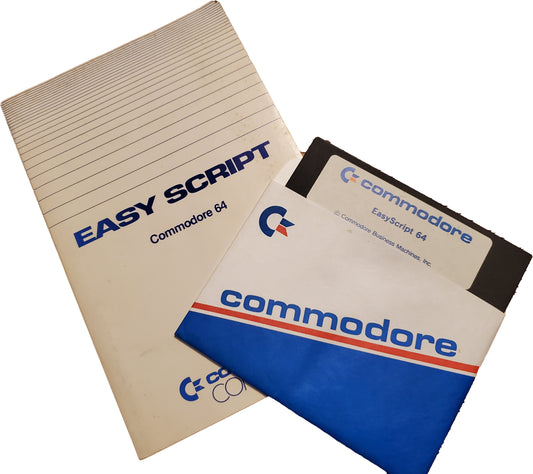 EASY SCRIPT
Commodore 64
commodore
EasyScript 64
© Commodore Business Machines, Inc.
commodore